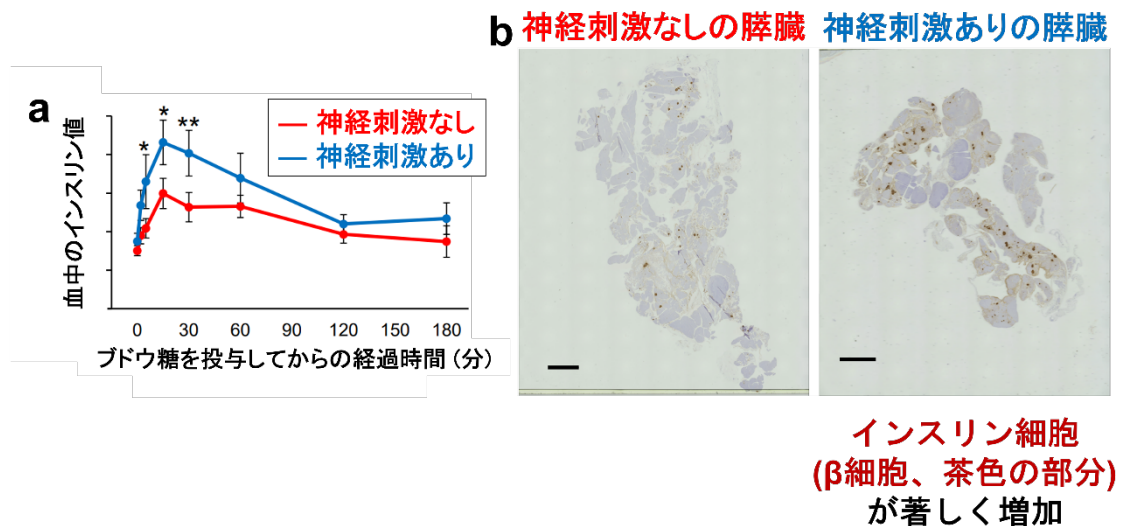 a
血中のインスリン値
* * **
神経刺激なし
神経刺激あり
0 30 60 90 120 150 180
ブドウ糖を投与してからの経過時間(分)
b
神経刺激なしの膵臓
神経刺激ありの膵臓
インスリン細胞
(β細胞、茶色の部分)
が著しく増加